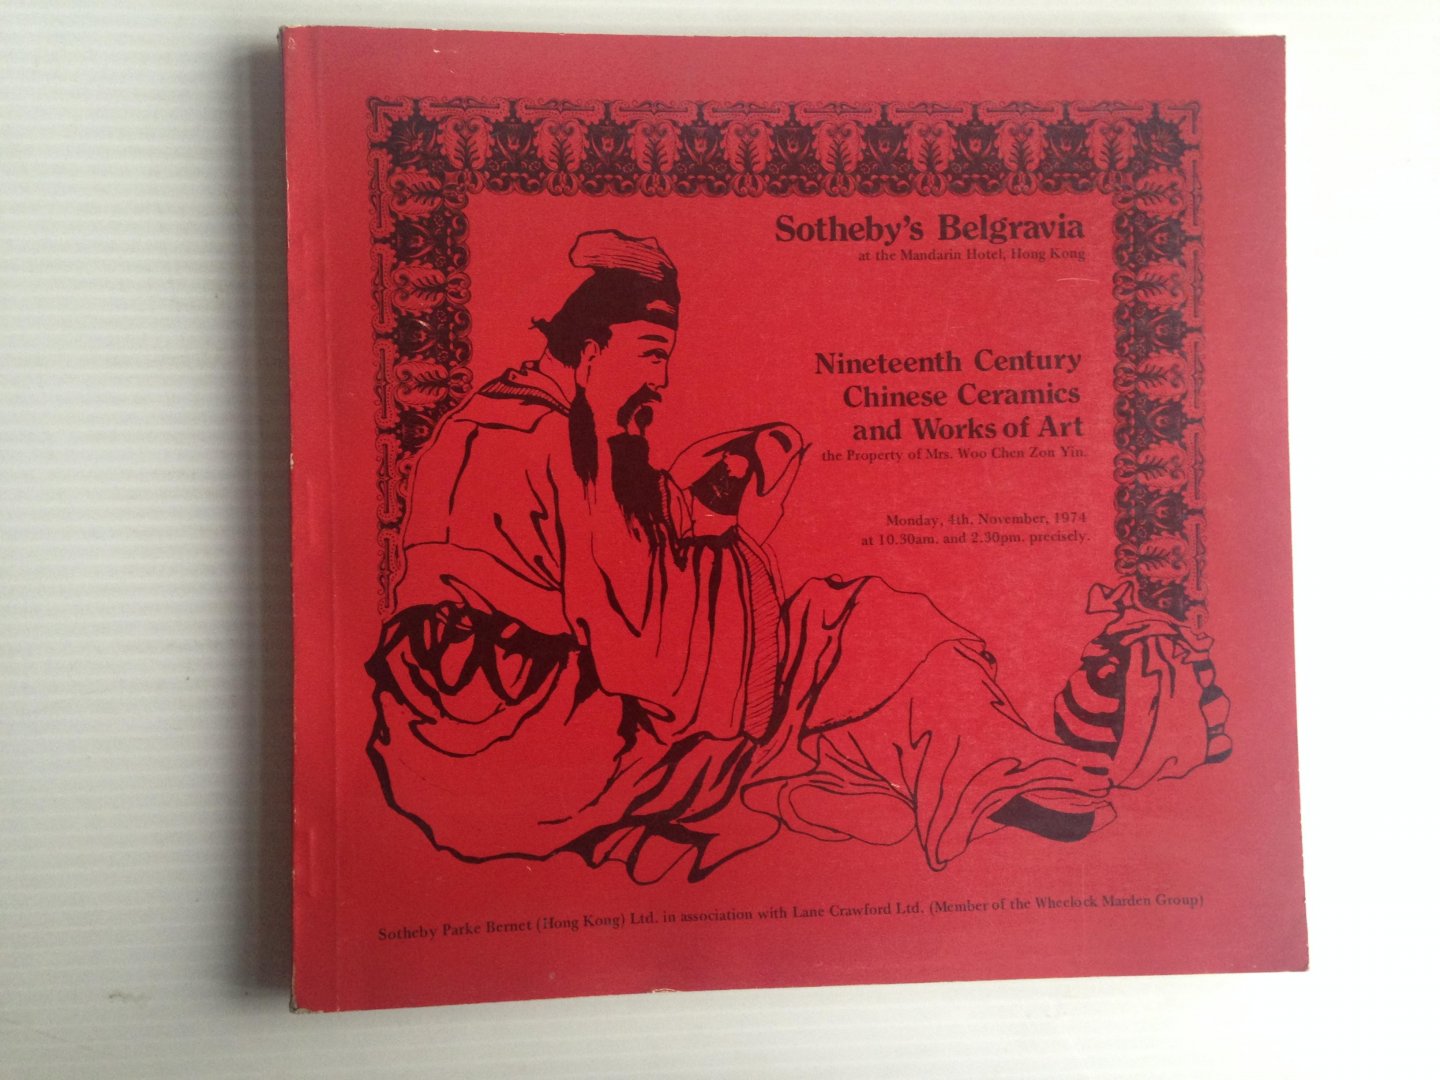 Sotheby's Belgravia
at the Mandarin Hotel, Hong Kong
Nineteenth Century
Chinese Ceramics
and Works of Art
the Property of Mrs. Woo Chen Zou Yin.
Monday, 4th. November, 1974
at 10.30am. and 2.30pm. precisely.
Sotheby Parke Bernet (Hong Kong) Ltd. in association with Lane Crawford Ltd. (Member of the Wheelock Marden Group)